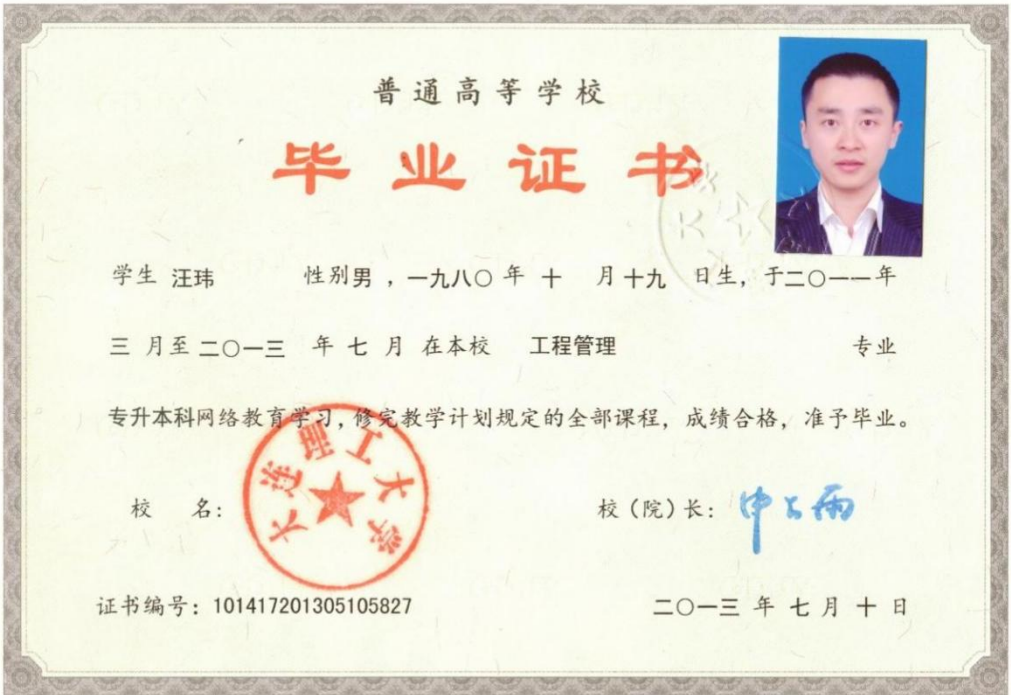 普通高等学校
毕业证书
学生 汪玮 性别男，一九八〇年 十 月十九 日生，于二〇一一年
三 月至二〇一三 年 七 月 在本校 工程管理 专业
专升本科网络教育学习，修完教学计划规定的全部课程，成绩合格，准予毕业。
大连理工大学
校 名： 校（院）长：申长雨
证书编号：101417201305105827 二〇一三 年 七 月 十 日